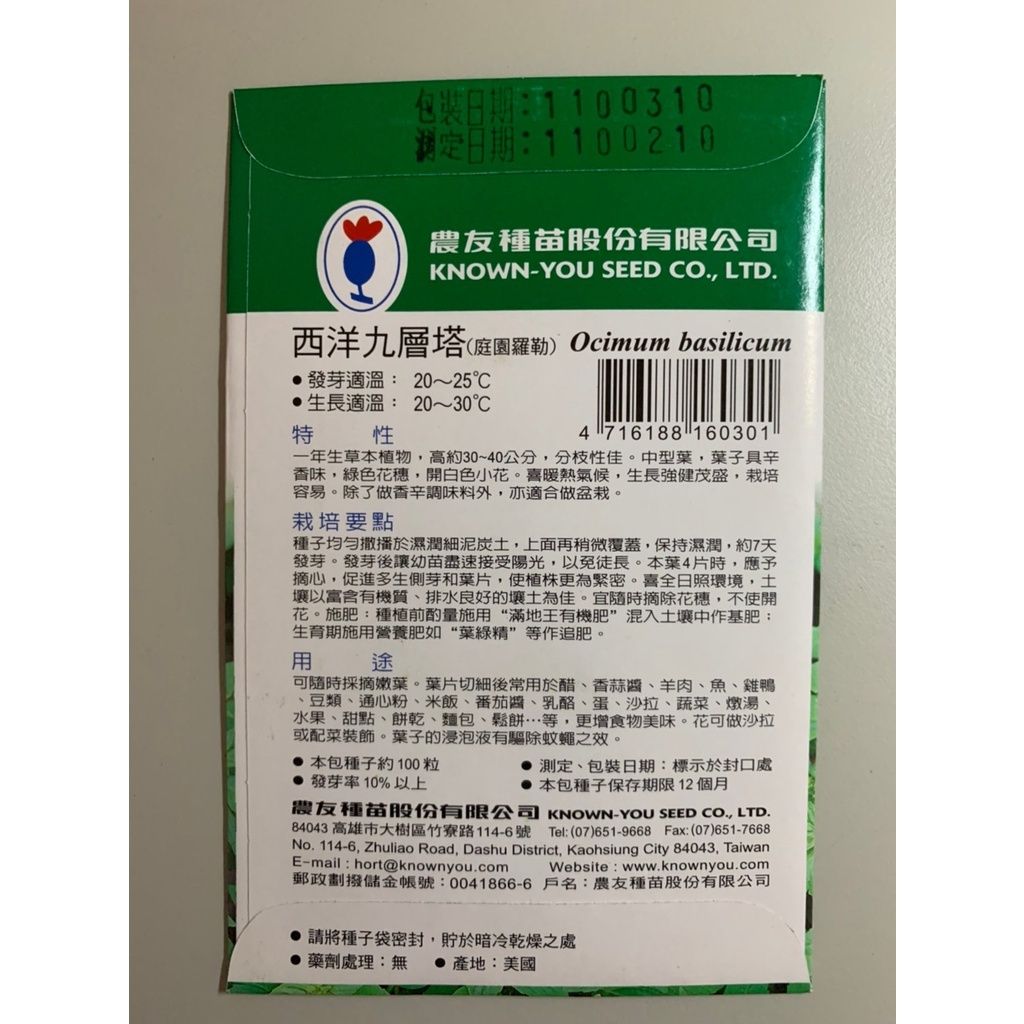 包裝日期：1100310
測定日期：1100210
農友種苗股份有限公司
KNOWN-YOU SEED CO., LTD.
西洋九層塔(庭園羅勒) Ocimum basilicum
● 發芽適溫： 20～25℃
● 生長適溫： 20～30℃
4 716188 160301
特 性
一年生草本植物，高約30~40公分，分枝性佳。中型葉，葉子具辛
香味，綠色花穗，開白色小花。喜暖熱氣候，生長強健茂盛，栽培
容易。除了做香辛調味料外，亦適合做盆栽。
栽培要點
種子均勻撒播於濕潤細泥炭土，上面再稍微覆蓋，保持濕潤，約7天
發芽。發芽後讓幼苗盡速接受陽光，以免徒長。本葉4片時，應予
摘心，促進多生側芽和葉片，使植株更為緊密。喜全日照環境，土
壤以富含有機質、排水良好的壤土為佳。宜隨時摘除花穗，不使開
花。施肥：種植前酌量施用“滿地王有機肥”混入土壤中作基肥；
生育期施用營養肥如“葉綠精”等作追肥。
用 途
可隨時採摘嫩葉。葉片切細後常用於醋、香蒜醬、羊肉、魚、雞鴨
、豆類、通心粉、米飯、番茄醬、乳酪、蛋、沙拉、蔬菜、燉湯、
水果、甜點、餅乾、麵包、鬆餅…等，更增食物美味。花可做沙拉
或配菜裝飾。葉子的浸泡液有驅除蚊蠅之效。
● 本包種子約100粒 ● 測定、包裝日期：標示於封口處
● 發芽率10%以上 ● 本包種子保存期限12個月
農友種苗股份有限公司 KNOWN-YOU SEED CO., LTD.
84043 高雄市大樹區竹寮路114-6號 Tel: (07)651-9668 Fax: (07)651-7668
No. 114-6, Zhuliao Road, Dashu District, Kaohsiung City 84043, Taiwan
E-mail : hort@knownyou.com Website : www.knownyou.com
郵政劃撥儲金帳號：0041866-6 戶名：農友種苗股份有限公司
● 請將種子袋密封，貯於暗冷乾燥之處
● 藥劑處理：無 ● 產地：美國